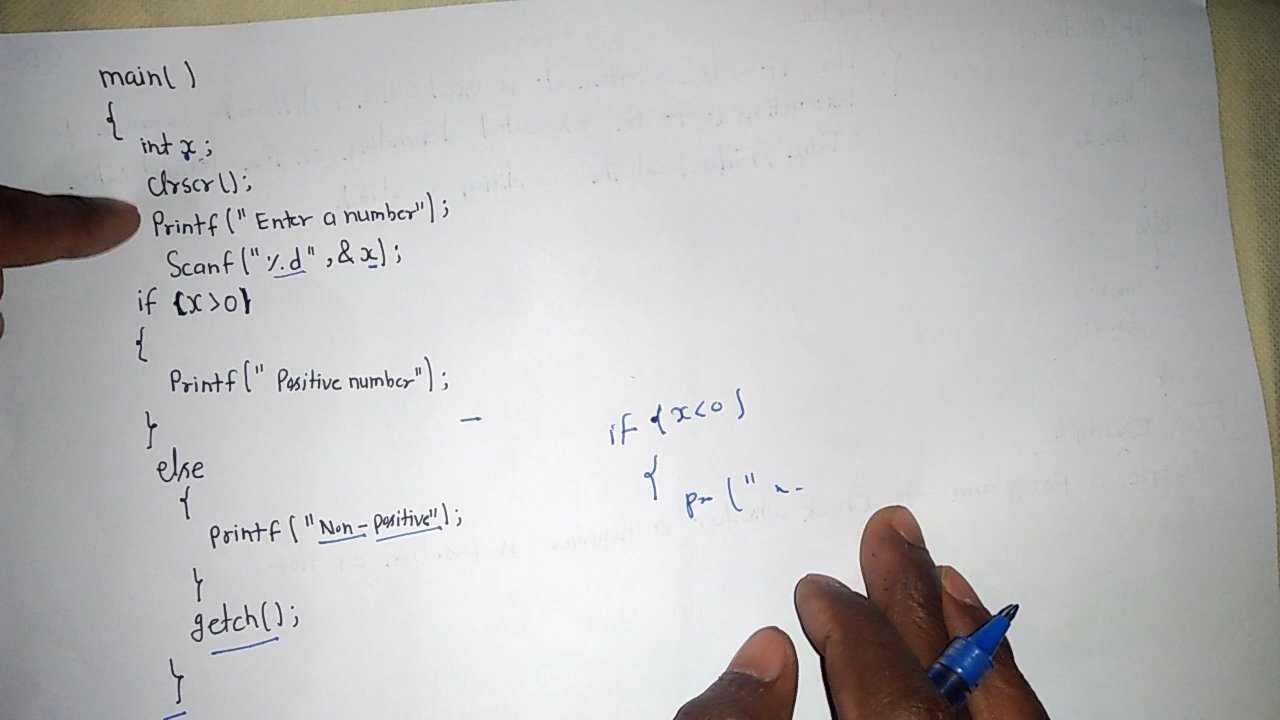 main()
{
int x;
clrscr();
Printf(" Enter a number");
Scanf("%d", &x);
if {x>0}
{
Printf(" Positive number");
}
else
{
printf ("Non-positive");
}
getch();
}
if {x<0}
{